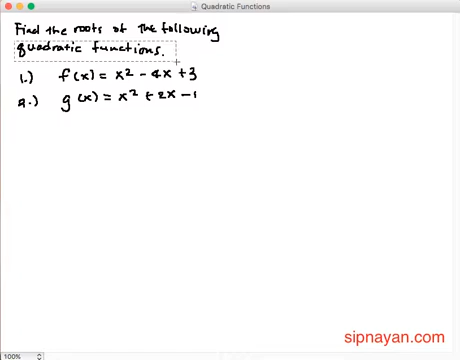 Quadratic Functions
Find the roots of the following
quadratic functions.
1.) f(x) = x² - 4x + 3
2.) g(x) = x² + 2x - 1
sipnayan.com
100%